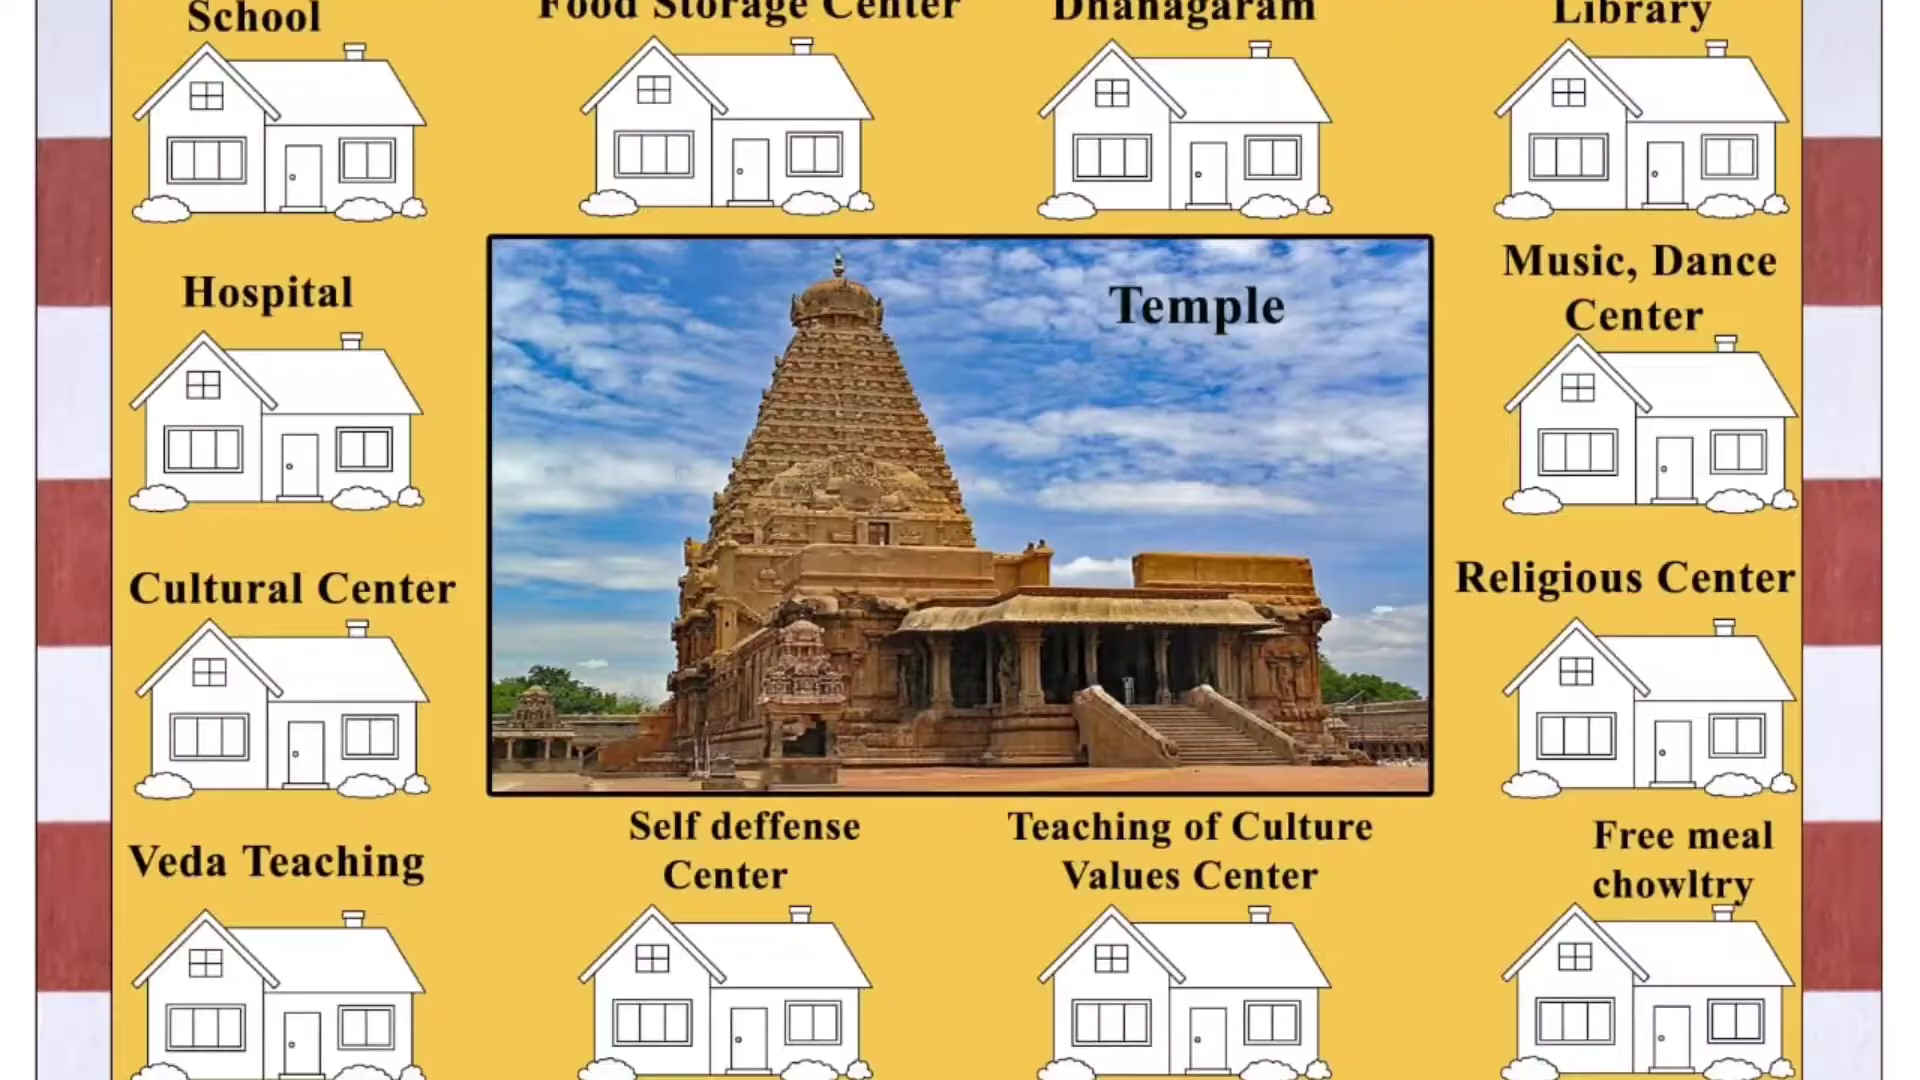 School
Food Storage Center
Dhanagaram
Library
Hospital
Temple
Music, Dance
Center
Cultural Center
Religious Center
Veda Teaching
Self deffense
Center
Teaching of Culture
Values Center
Free meal
chowltry